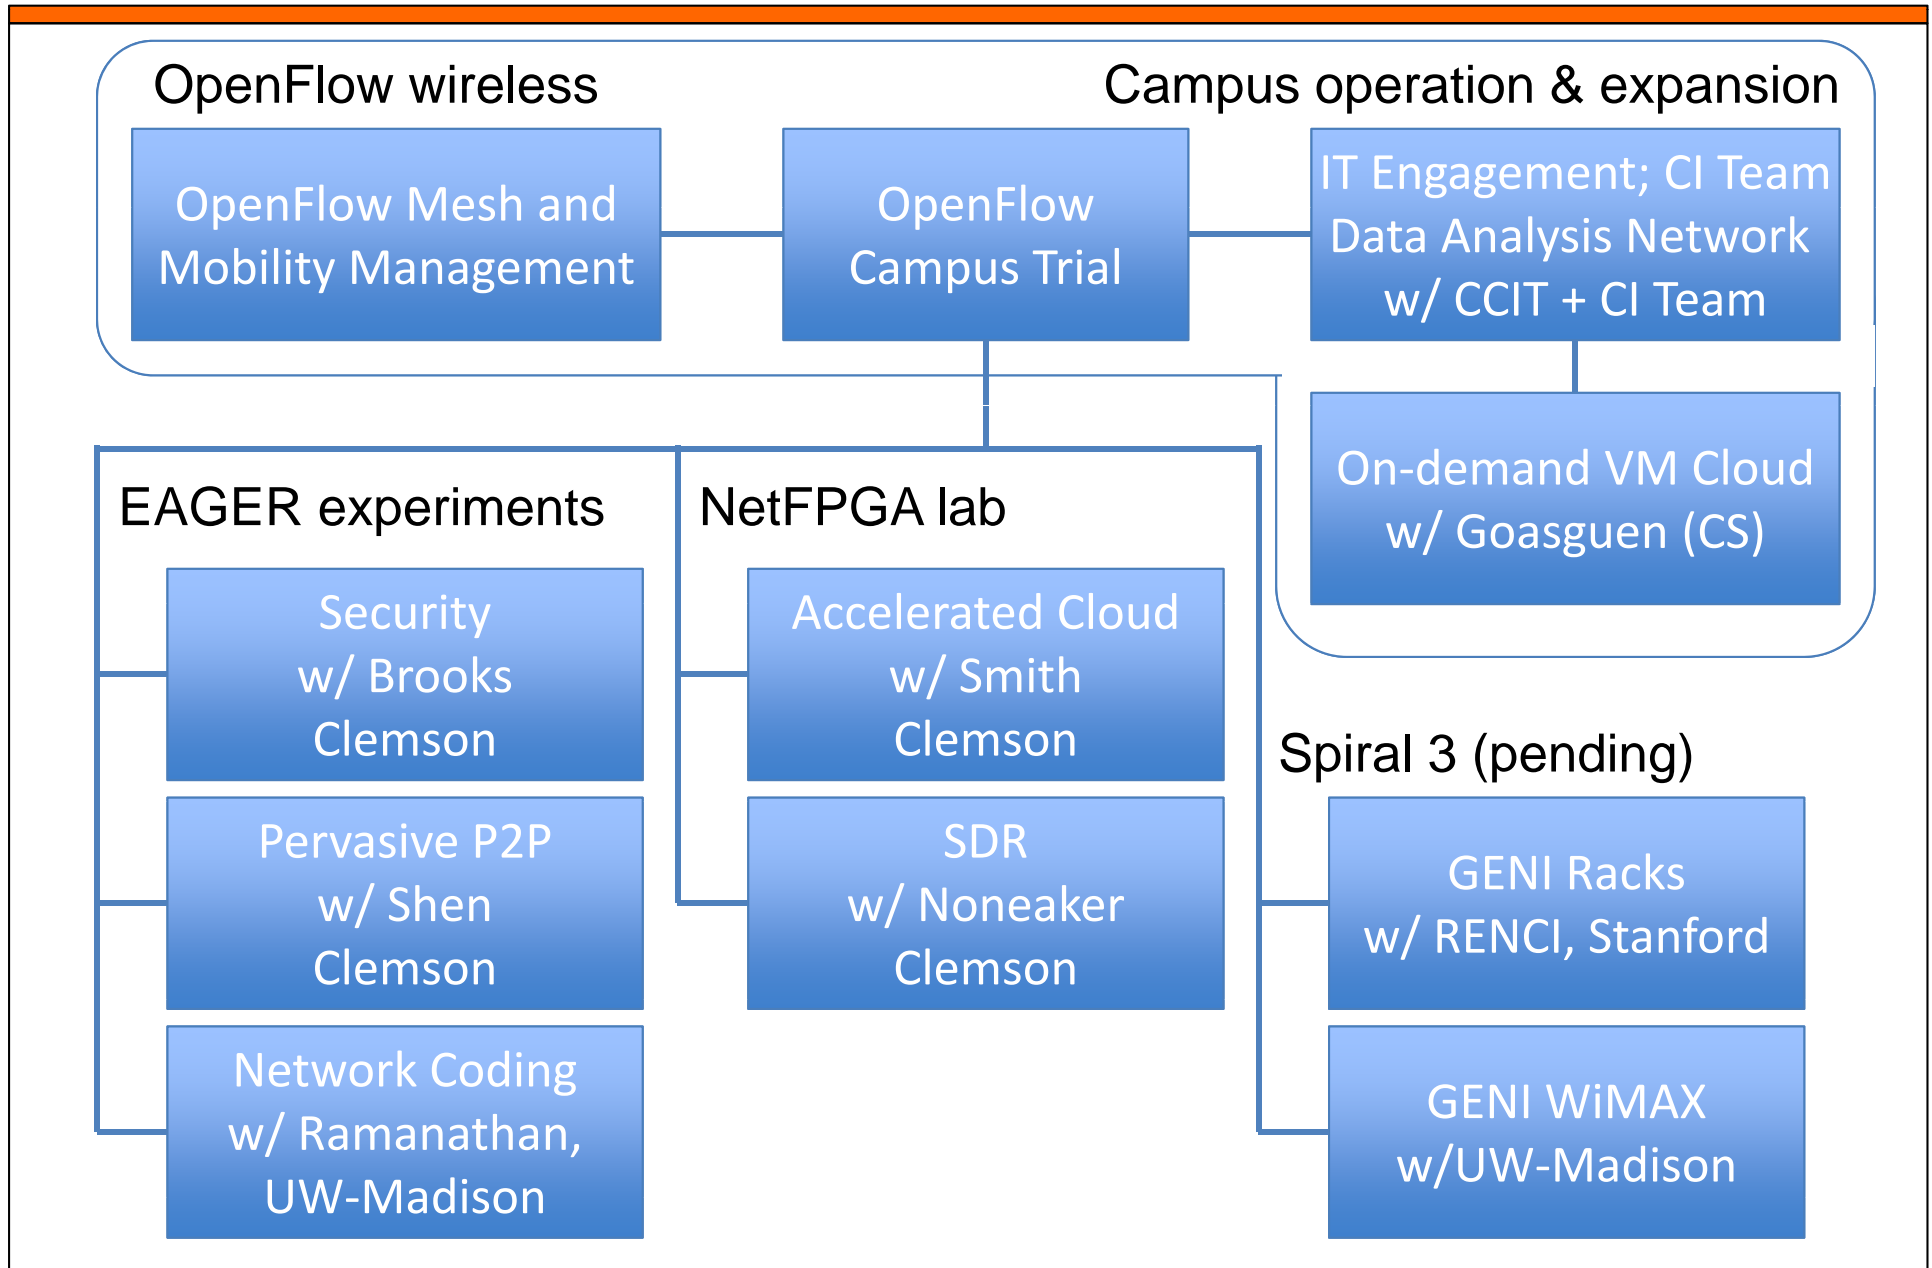 OpenFlow wireless
Campus operation & expansion
OpenFlow Mesh and
Mobility Management
OpenFlow
Campus Trial
IT Engagement; CI Team
Data Analysis Network
w/ CCIT + CI Team
On-demand VM Cloud
w/ Goasguen (CS)
EAGER experiments
Security
w/ Brooks
Clemson
Pervasive P2P
w/ Shen
Clemson
Network Coding
w/ Ramanathan,
UW-Madison
NetFPGA lab
Accelerated Cloud
w/ Smith
Clemson
SDR
w/ Noneaker
Clemson
Spiral 3 (pending)
GENI Racks
w/ RENCI, Stanford
GENI WiMAX
w/UW-Madison